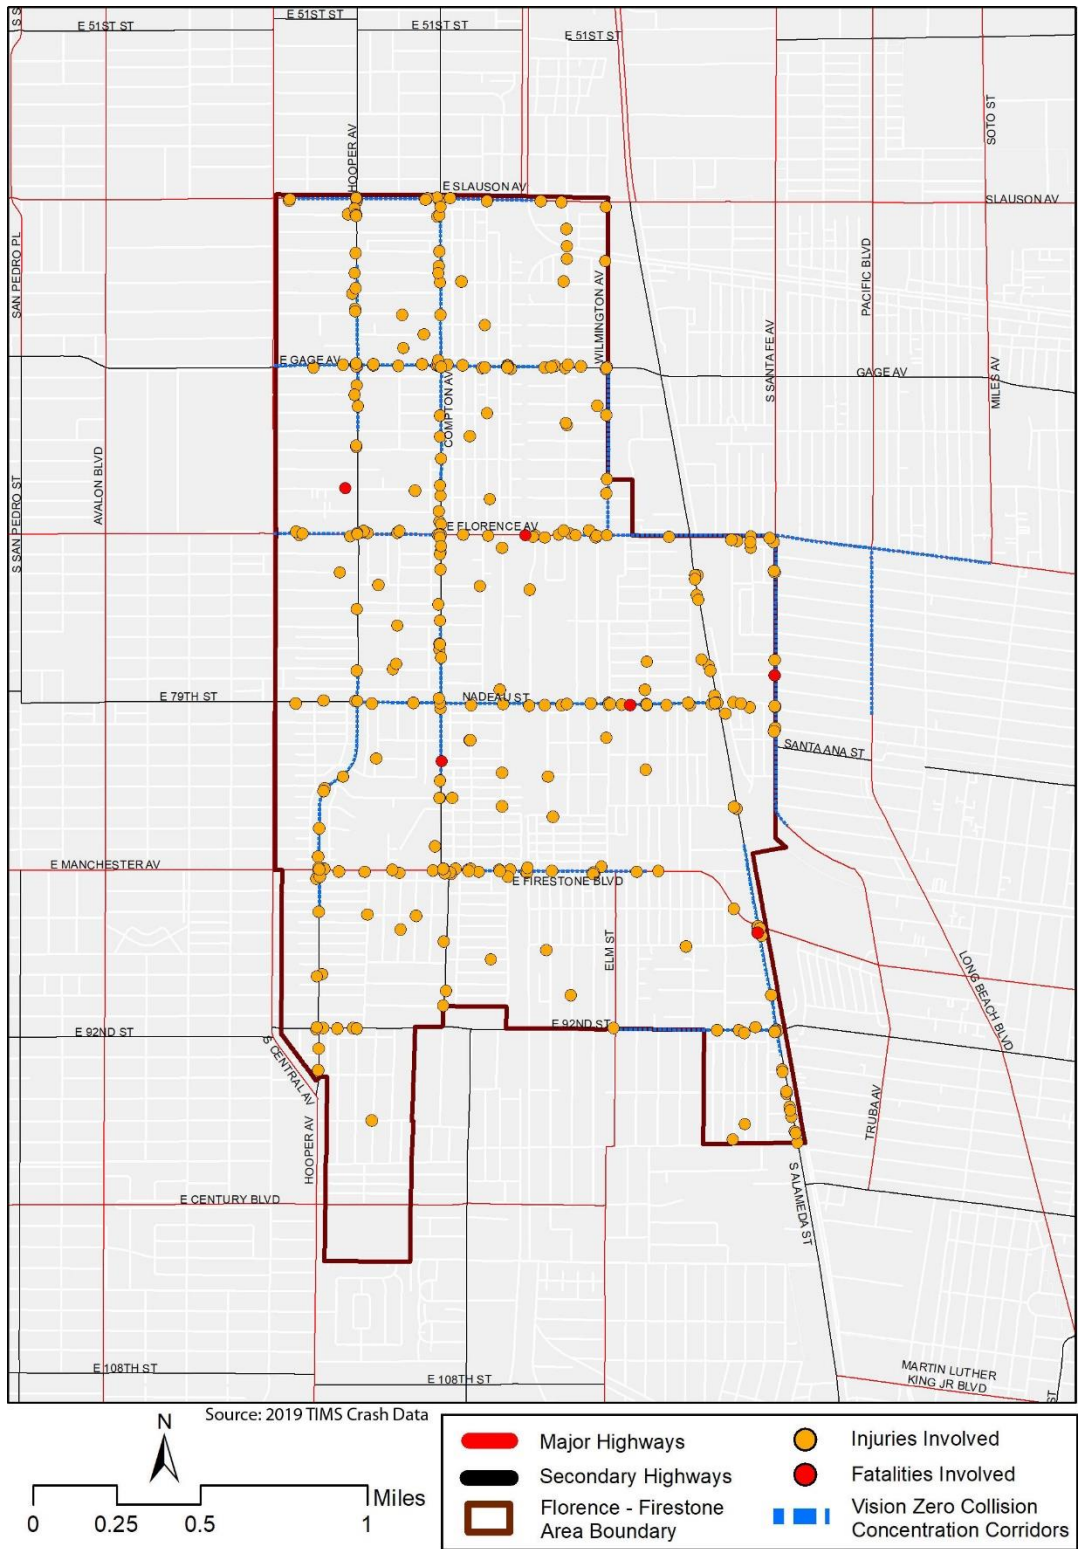 S S
E 51ST ST
E 51ST ST
E 51ST ST
HOOPER AV
SOTO ST
E SLAUSON AV
SLAUSON AV
SAN PEDRO PL
WILMINGTON AV
PACIFIC BLVD
S SANTA FE AV
MILES AV
E GAGE AV
GAGE AV
COMPTON AV
AVALON BLVD
S SAN PEDRO ST
E FLORENCE AV
E 79TH ST
NADEAU ST
SANTA ANA ST
E MANCHESTER AV
E FIRESTONE BLVD
ELM ST
LONG BEACH BLVD
E 92ND ST
E 92ND ST
S CENTRAL AV
TRUBA AV
HOOPER AV
E CENTURY BLVD
S ALAMEDA ST
E 108TH ST
E 108TH ST
MARTIN LUTHER
KING JR BLVD
ST
Source: 2019 TIMS Crash Data
N
Miles
0 0.25 0.5 1
Major Highways
Secondary Highways
Florence - Firestone
Area Boundary
Injuries Involved
Fatalities Involved
Vision Zero Collision
Concentration Corridors